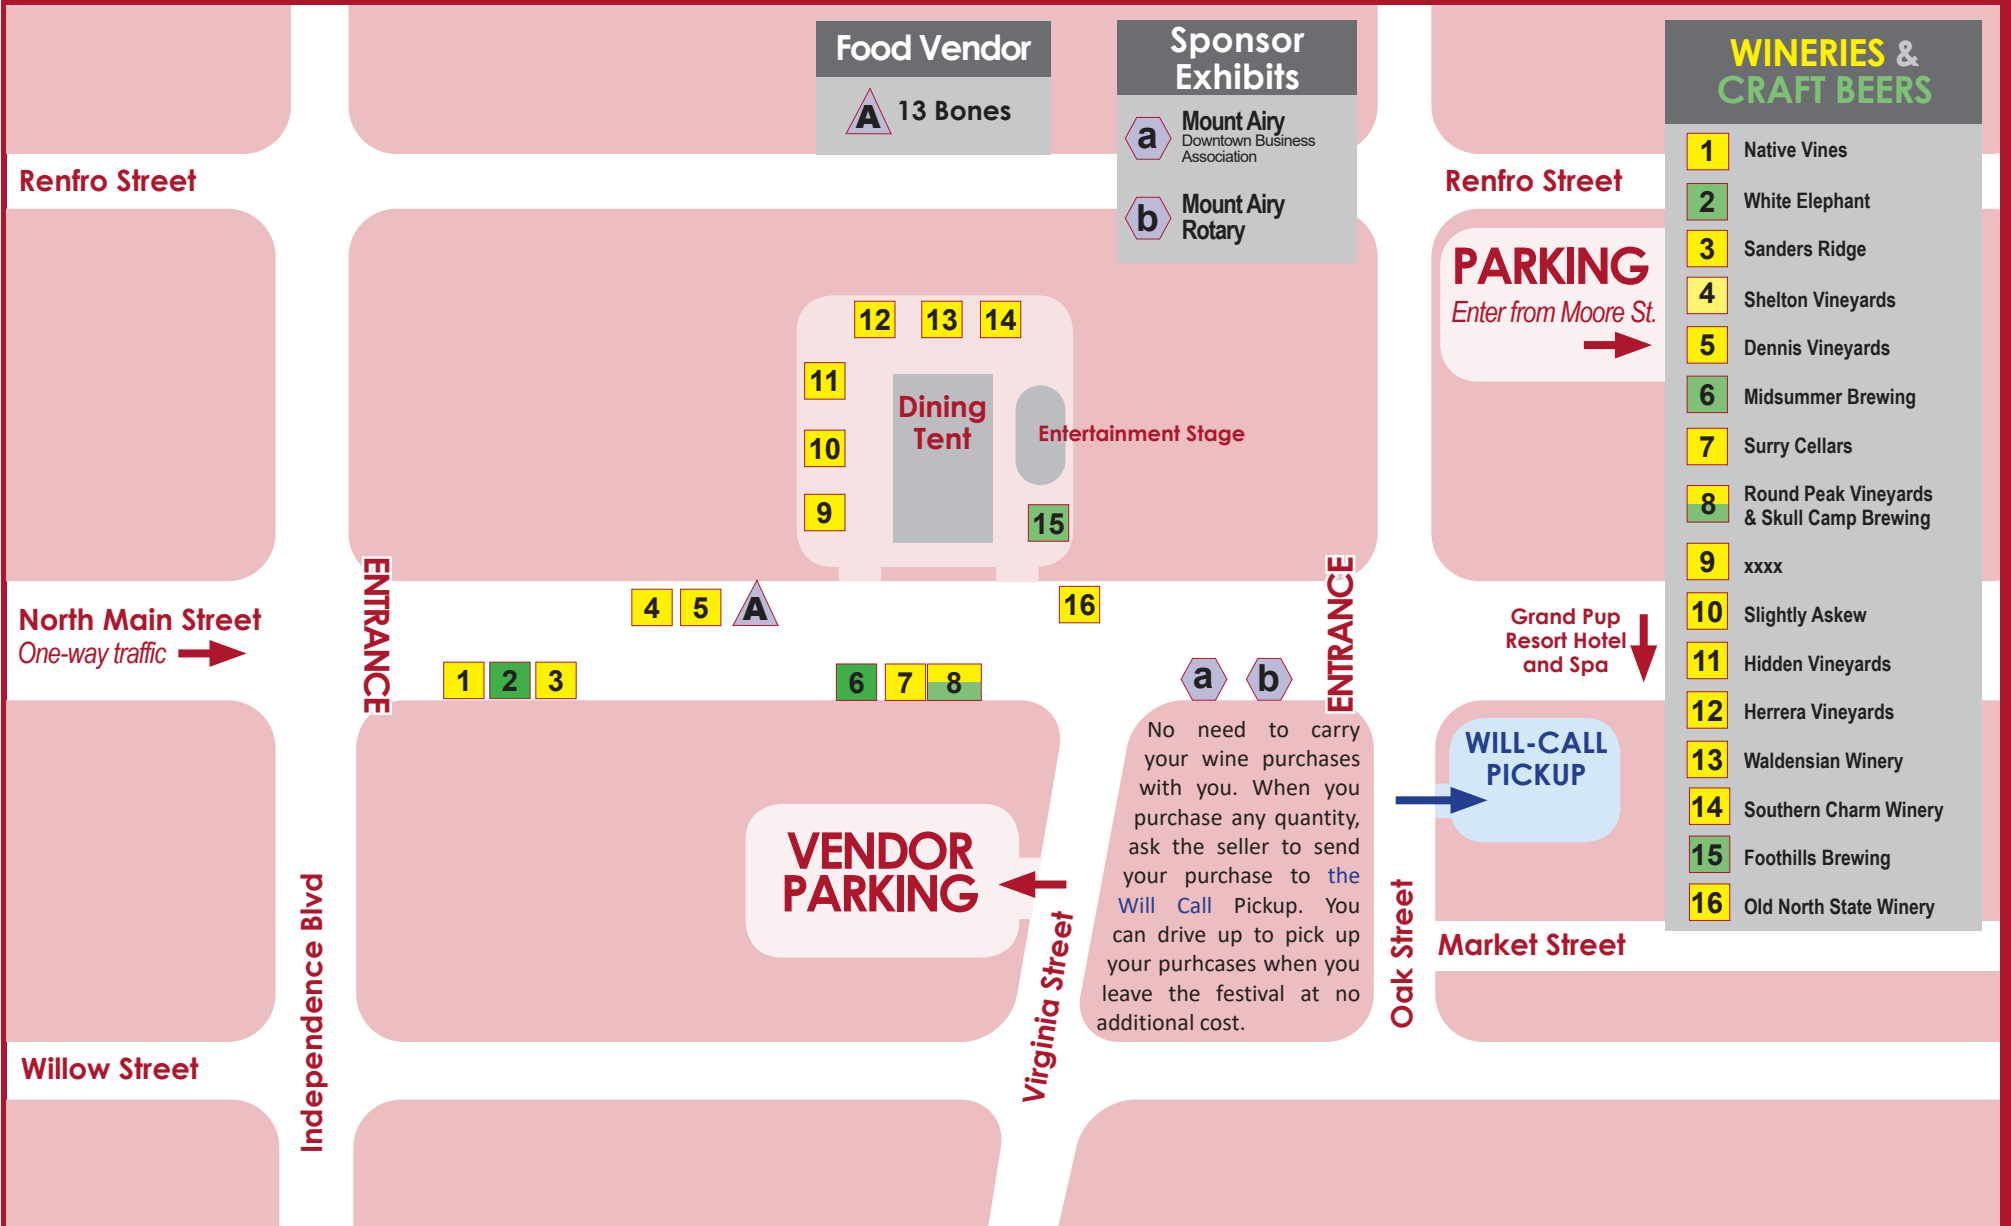 Food Vendor
A 13 Bones
Sponsor
Exhibits
a Mount Airy
Downtown Business
Association
b Mount Airy
Rotary
WINERIES &
CRAFT BEERS
1 Native Vines
2 White Elephant
3 Sanders Ridge
4 Shelton Vineyards
5 Dennis Vineyards
6 Midsummer Brewing
7 Surry Cellars
8 Round Peak Vineyards
& Skull Camp Brewing
9 xxxx
10 Slightly Askew
11 Hidden Vineyards
12 Herrera Vineyards
13 Waldensian Winery
14 Southern Charm Winery
15 Foothills Brewing
16 Old North State Winery
Renfro Street
Renfro Street
PARKING
Enter from Moore St.
12 13 14
11
10
9
Dining
Tent
Entertainment Stage
15
ENTRANCE
ENTRANCE
North Main Street
One-way traffic
4 5 A
16
1 2 3
6 7 8
a b
Grand Pup
Resort Hotel
and Spa
WILL-CALL
PICKUP
No need to carry
your wine purchases
with you. When you
purchase any quantity,
ask the seller to send
your purchase to the
Will Call Pickup. You
can drive up to pick up
your purhcases when you
leave the festival at no
additional cost.
VENDOR
PARKING
Independence Blvd
Virginia Street
Oak Street
Market Street
Willow Street